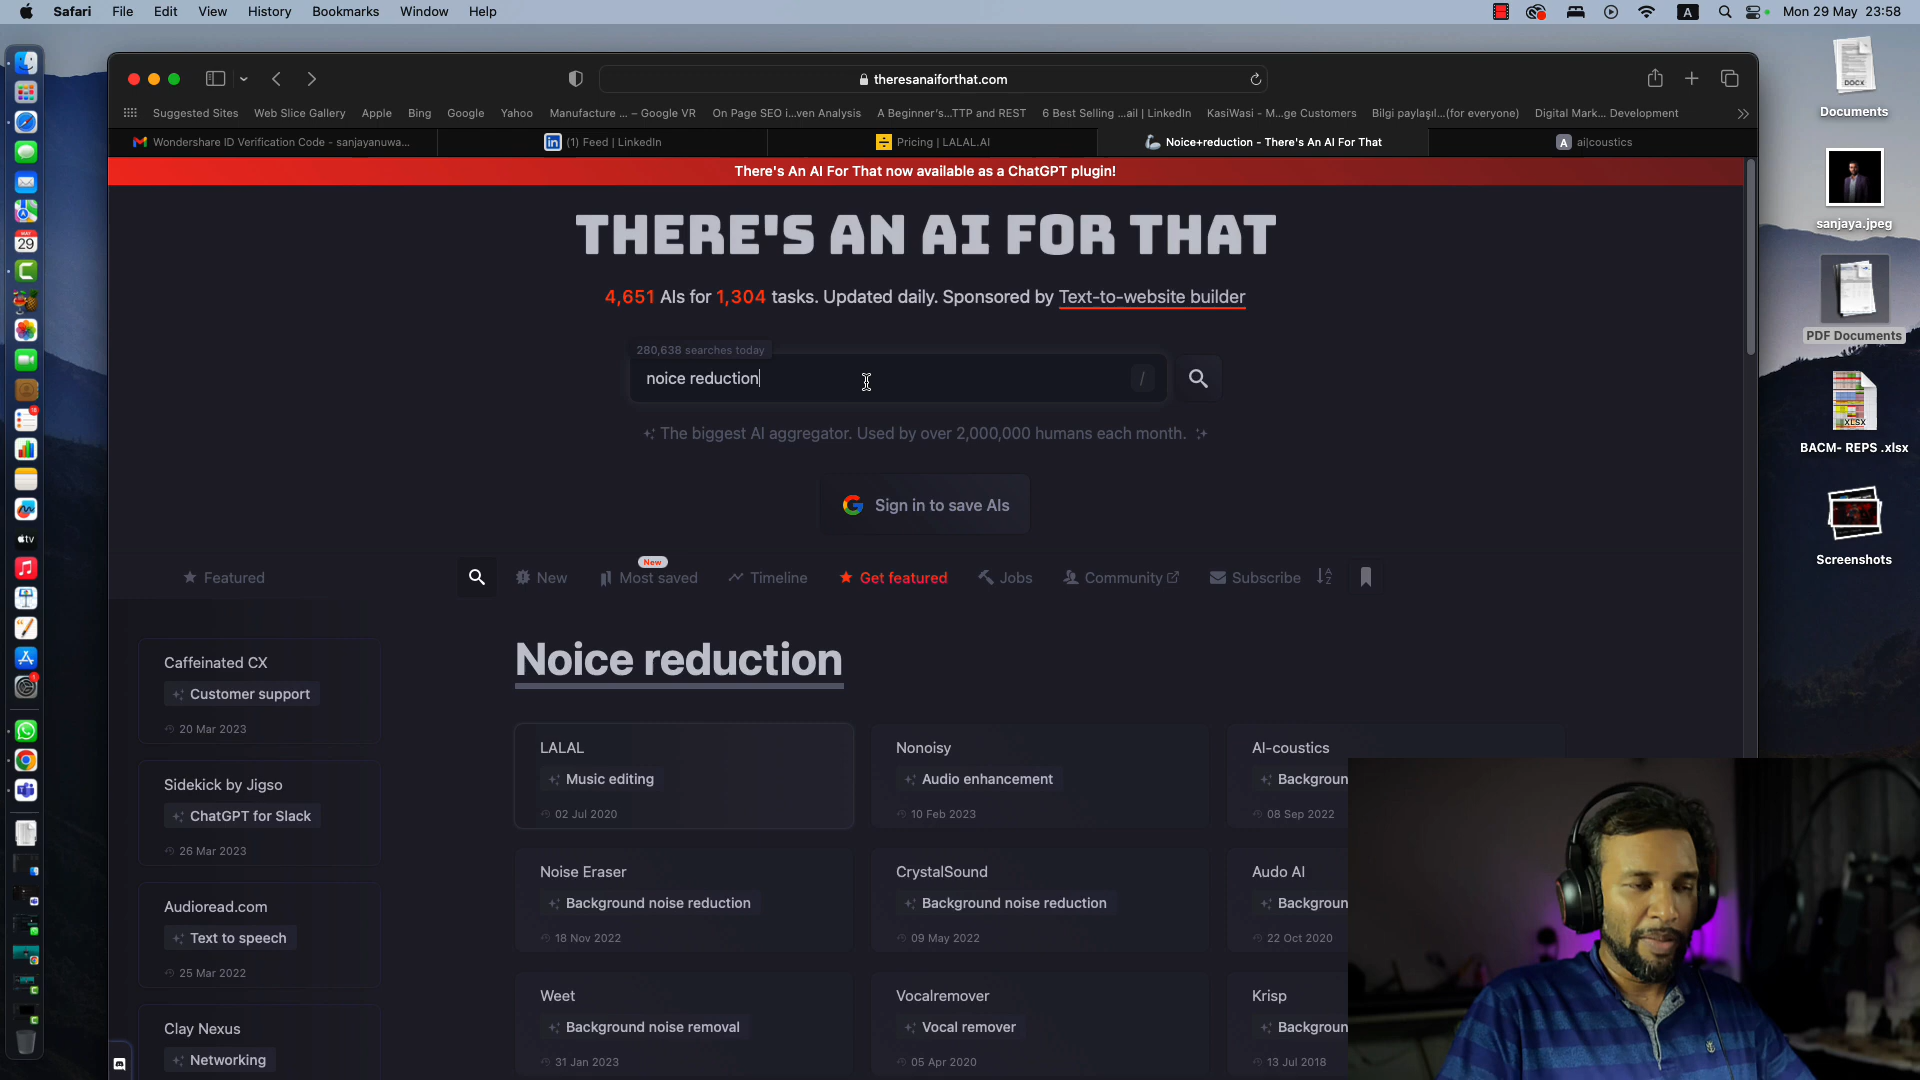 Safari File Edit View History Bookmarks Window Help
A Mon 29 May 23:58
theresanaiforthat.com
Suggested Sites Web Slice Gallery Apple Bing Google Yahoo Manufacture ... – Google VR On Page SEO i...ven Analysis A Beginner's...TTP and REST 6 Best Selling ...ail | LinkedIn KasiWasi - M...ge Customers Bilgi paylaşıl...(for everyone) Digital Mark... Development
Wondershare ID Verification Code - sanjayanuwa... (1) Feed | LinkedIn Pricing | LALAL.AI Noice+reduction - There's An AI For That A ai|coustics
There's An AI For That now available as a ChatGPT plugin!
THERE'S AN AI FOR THAT
4,651 AIs for 1,304 tasks. Updated daily. Sponsored by Text-to-website builder
280,638 searches today
noice reduction /
The biggest AI aggregator. Used by over 2,000,000 humans each month.
Sign in to save AIs
Featured New Most saved New Timeline Get featured Jobs Community Subscribe
Noice reduction
Caffeinated CX
Customer support
20 Mar 2023
Sidekick by Jigso
ChatGPT for Slack
26 Mar 2023
Audioread.com
Text to speech
25 Mar 2022
Clay Nexus
Networking
LALAL
Music editing
02 Jul 2020
Nonoisy
Audio enhancement
10 Feb 2023
AI-coustics
Backgroun
08 Sep 2022
Noise Eraser
Background noise reduction
18 Nov 2022
CrystalSound
Background noise reduction
09 May 2022
Audo AI
Backgroun
22 Oct 2020
Weet
Background noise removal
31 Jan 2023
Vocalremover
Vocal remover
05 Apr 2020
Krisp
Backgroun
13 Jul 2018
DOCX
Documents
sanjaya.jpeg
PDF Documents
XLSX
BACM- REPS .xlsx
Screenshots
MAY
29
tv